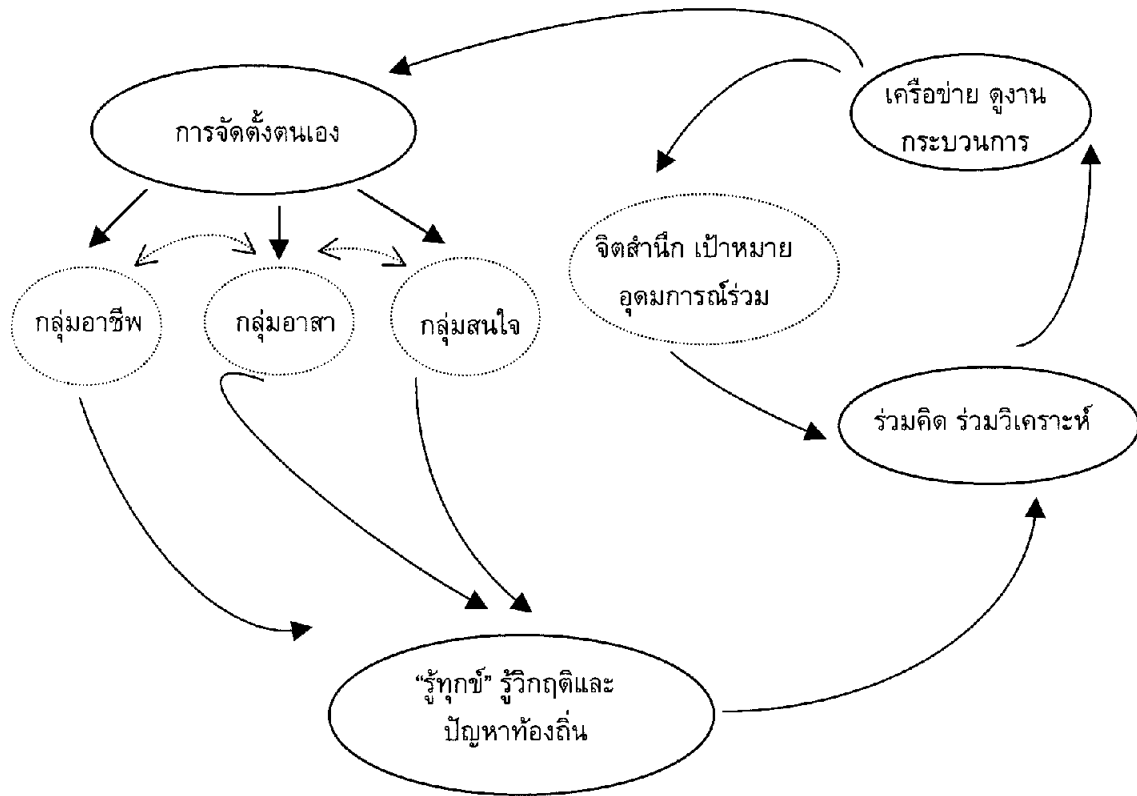 การจัดตั้งตนเอง
เครือข่าย ดูงาน
กระบวนการ
จิตสำนึก เป้าหมาย
อุดมการณ์ร่วม
กลุ่มอาชีพ
กลุ่มอาสา
กลุ่มสนใจ
ร่วมคิด ร่วมวิเคราะห์
“รู้ทุกข์” รู้วิกฤติและ
ปัญหาท้องถิ่น